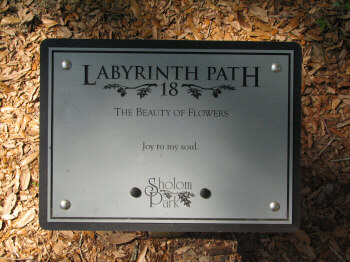 LABYRINTH PATH
18
THE BEAUTY OF FLOWERS
Joy to my soul.
Sholom
Park